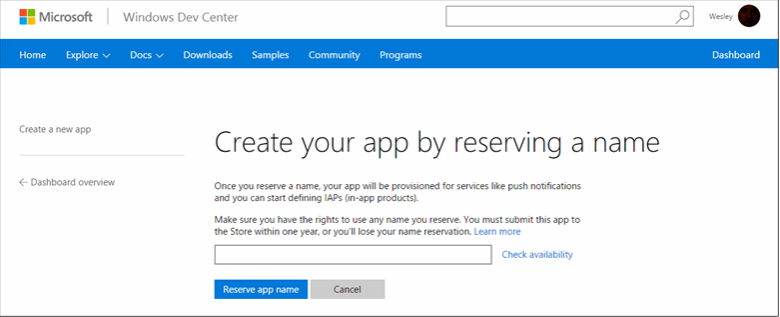 Microsoft
Windows Dev Center
Wesley
Home Explore Docs Downloads Samples Community Programs Dashboard
Create a new app
← Dashboard overview
Create your app by reserving a name
Once you reserve a name, your app will be provisioned for services like push notifications
and you can start defining IAPs (in-app products).
Make sure you have the rights to use any name you reserve. You must submit this app to
the Store within one year, or you'll lose your name reservation. Learn more
Check availability
Reserve app name Cancel